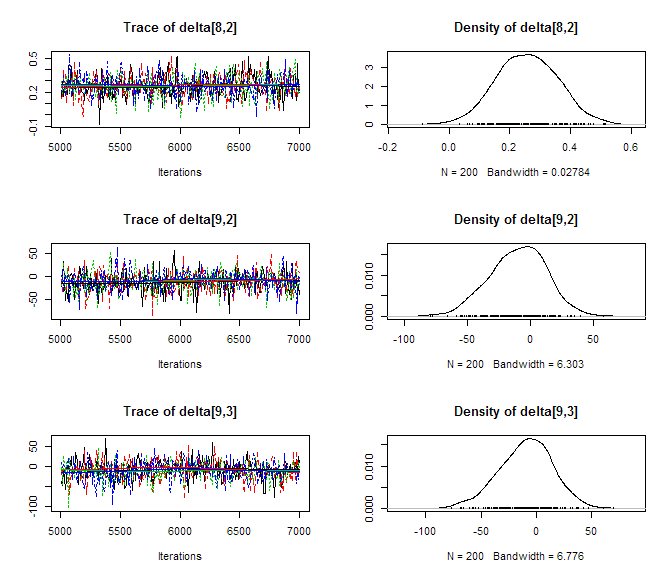 Trace of delta[8,2]
-0.1 0.2 0.5
5000 5500 6000 6500 7000
Iterations
Density of delta[8,2]
0 1 2 3
-0.2 0.0 0.2 0.4 0.6
N = 200 Bandwidth = 0.02784
Trace of delta[9,2]
-50 0 50
5000 5500 6000 6500 7000
Iterations
Density of delta[9,2]
0.000 0.010
-100 -50 0 50
N = 200 Bandwidth = 6.303
Trace of delta[9,3]
-100 0 50
5000 5500 6000 6500 7000
Iterations
Density of delta[9,3]
0.000 0.010
-100 -50 0 50
N = 200 Bandwidth = 6.776